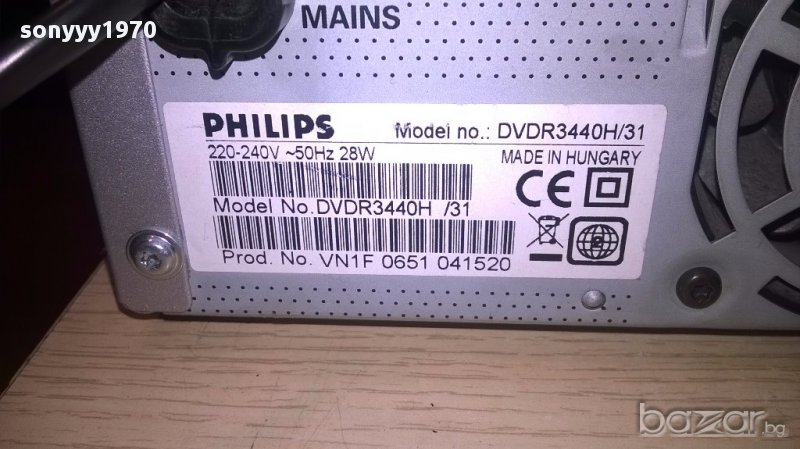 sonyyy1970
MAINS
PHILIPS
Model no.: DVDR3440H/31
220-240V ~50Hz 28W
MADE IN HUNGARY
CE
Model No.DVDR3440H /31
Prod. No. VN1F 0651 041520
bazar.bg